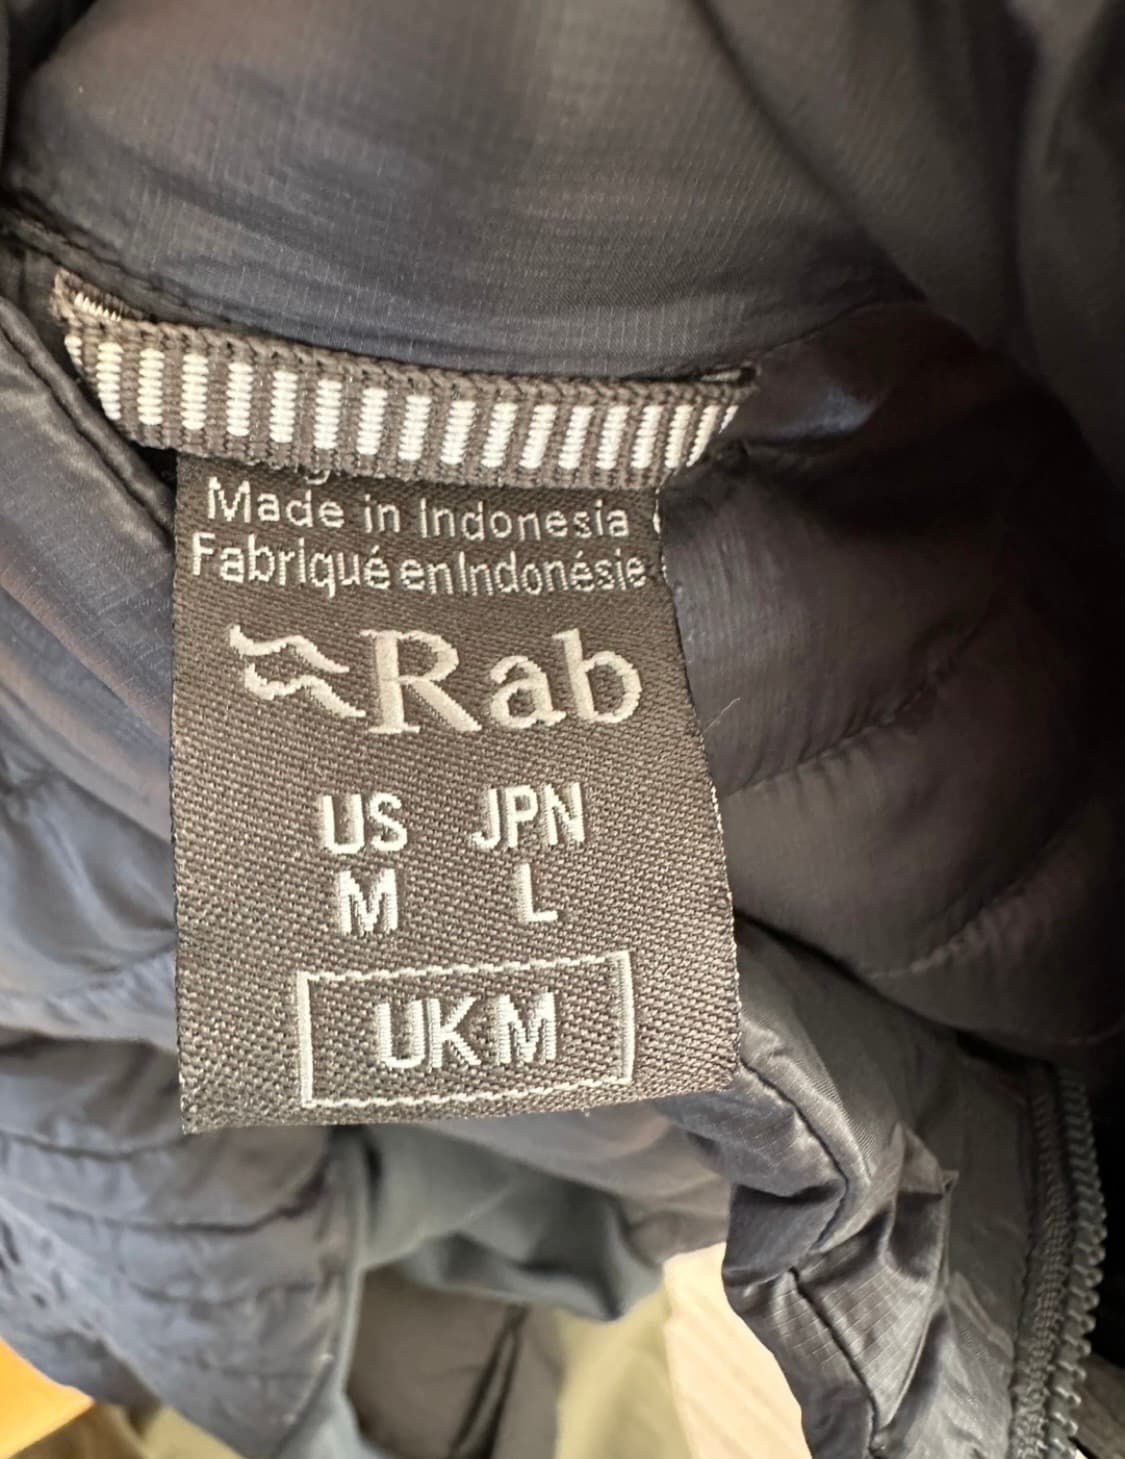 Made in Indonesia
Fabriqué en Indonésie
Rab
US JPN
M L
UK M